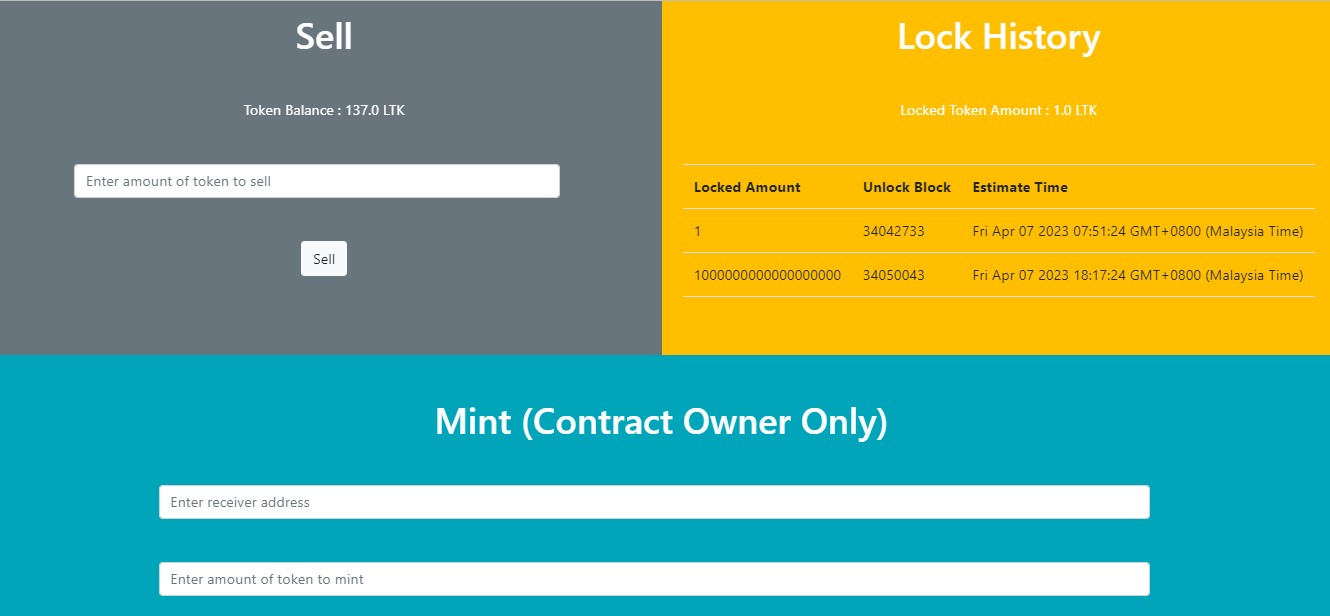 Sell
Token Balance : 137.0 LTK
Enter amount of token to sell
Sell
Lock History
Locked Token Amount : 1.0 LTK
Locked Amount Unlock Block Estimate Time
1 34042733 Fri Apr 07 2023 07:51:24 GMT+0800 (Malaysia Time)
1000000000000000000 34050043 Fri Apr 07 2023 18:17:24 GMT+0800 (Malaysia Time)
Mint (Contract Owner Only)
Enter receiver address
Enter amount of token to mint